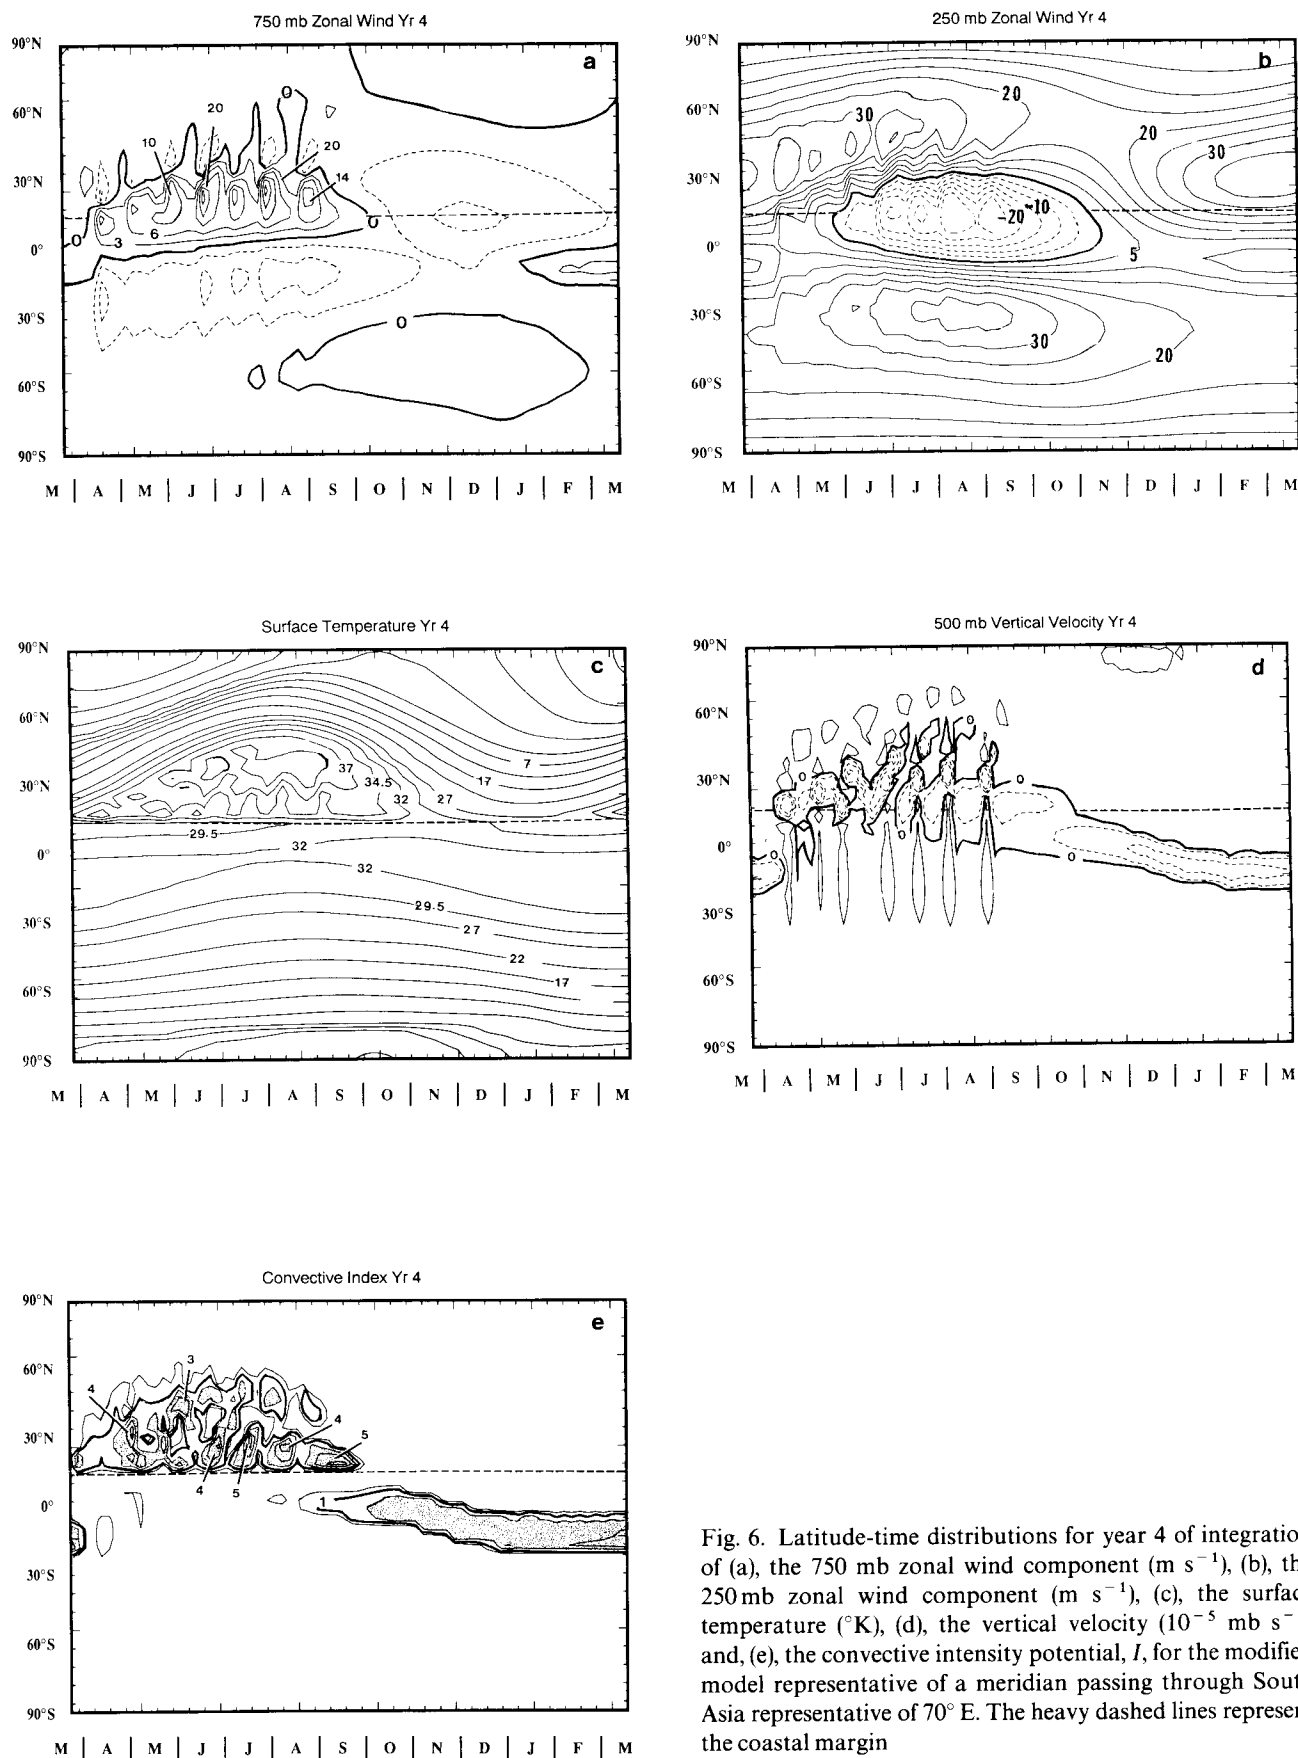 750 mb Zonal Wind Yr 4
a
90°N
60°N
30°N
0°
30°S
60°S
90°S
0
10
20
20
14
3
6
0
0
0
M | A | M | J | J | A | S | O | N | D | J | F | M
250 mb Zonal Wind Yr 4
b
90°N
60°N
30°N
0°
30°S
60°S
90°S
30
20
20
30
-20
-10
5
30
20
M | A | M | J | J | A | S | O | N | D | J | F | M
Surface Temperature Yr 4
c
90°N
60°N
30°N
0°
30°S
60°S
90°S
37
34.5
32
27
17
7
29.5
32
32
29.5
27
22
17
M | A | M | J | J | A | S | O | N | D | J | F | M
500 mb Vertical Velocity Yr 4
d
90°N
60°N
30°N
0°
30°S
60°S
90°S
0
0
0
0
0
0
M | A | M | J | J | A | S | O | N | D | J | F | M
Convective Index Yr 4
e
90°N
60°N
30°N
0°
30°S
60°S
90°S
3
4
4
5
4
5
1
M | A | M | J | J | A | S | O | N | D | J | F | M
Fig. 6. Latitude-time distributions for year 4 of integratio
of (a), the 750 mb zonal wind component (m s⁻¹), (b), th
250 mb zonal wind component (m s⁻¹), (c), the surfac
temperature (°K), (d), the vertical velocity (10⁻⁵ mb s⁻
and, (e), the convective intensity potential, I, for the modifie
model representative of a meridian passing through Sout
Asia representative of 70° E. The heavy dashed lines represen
the coastal margin